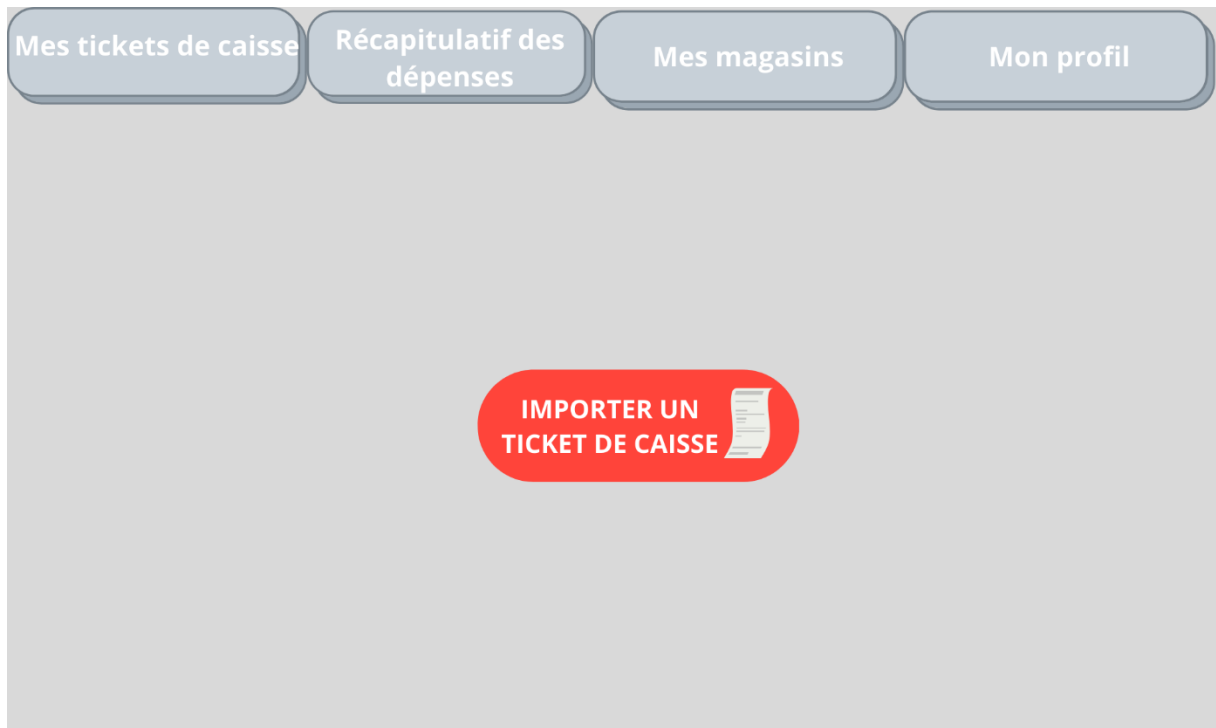 Mes tickets de caisse
Récapitulatif des
dépenses
Mes magasins
Mon profil
IMPORTER UN
TICKET DE CAISSE